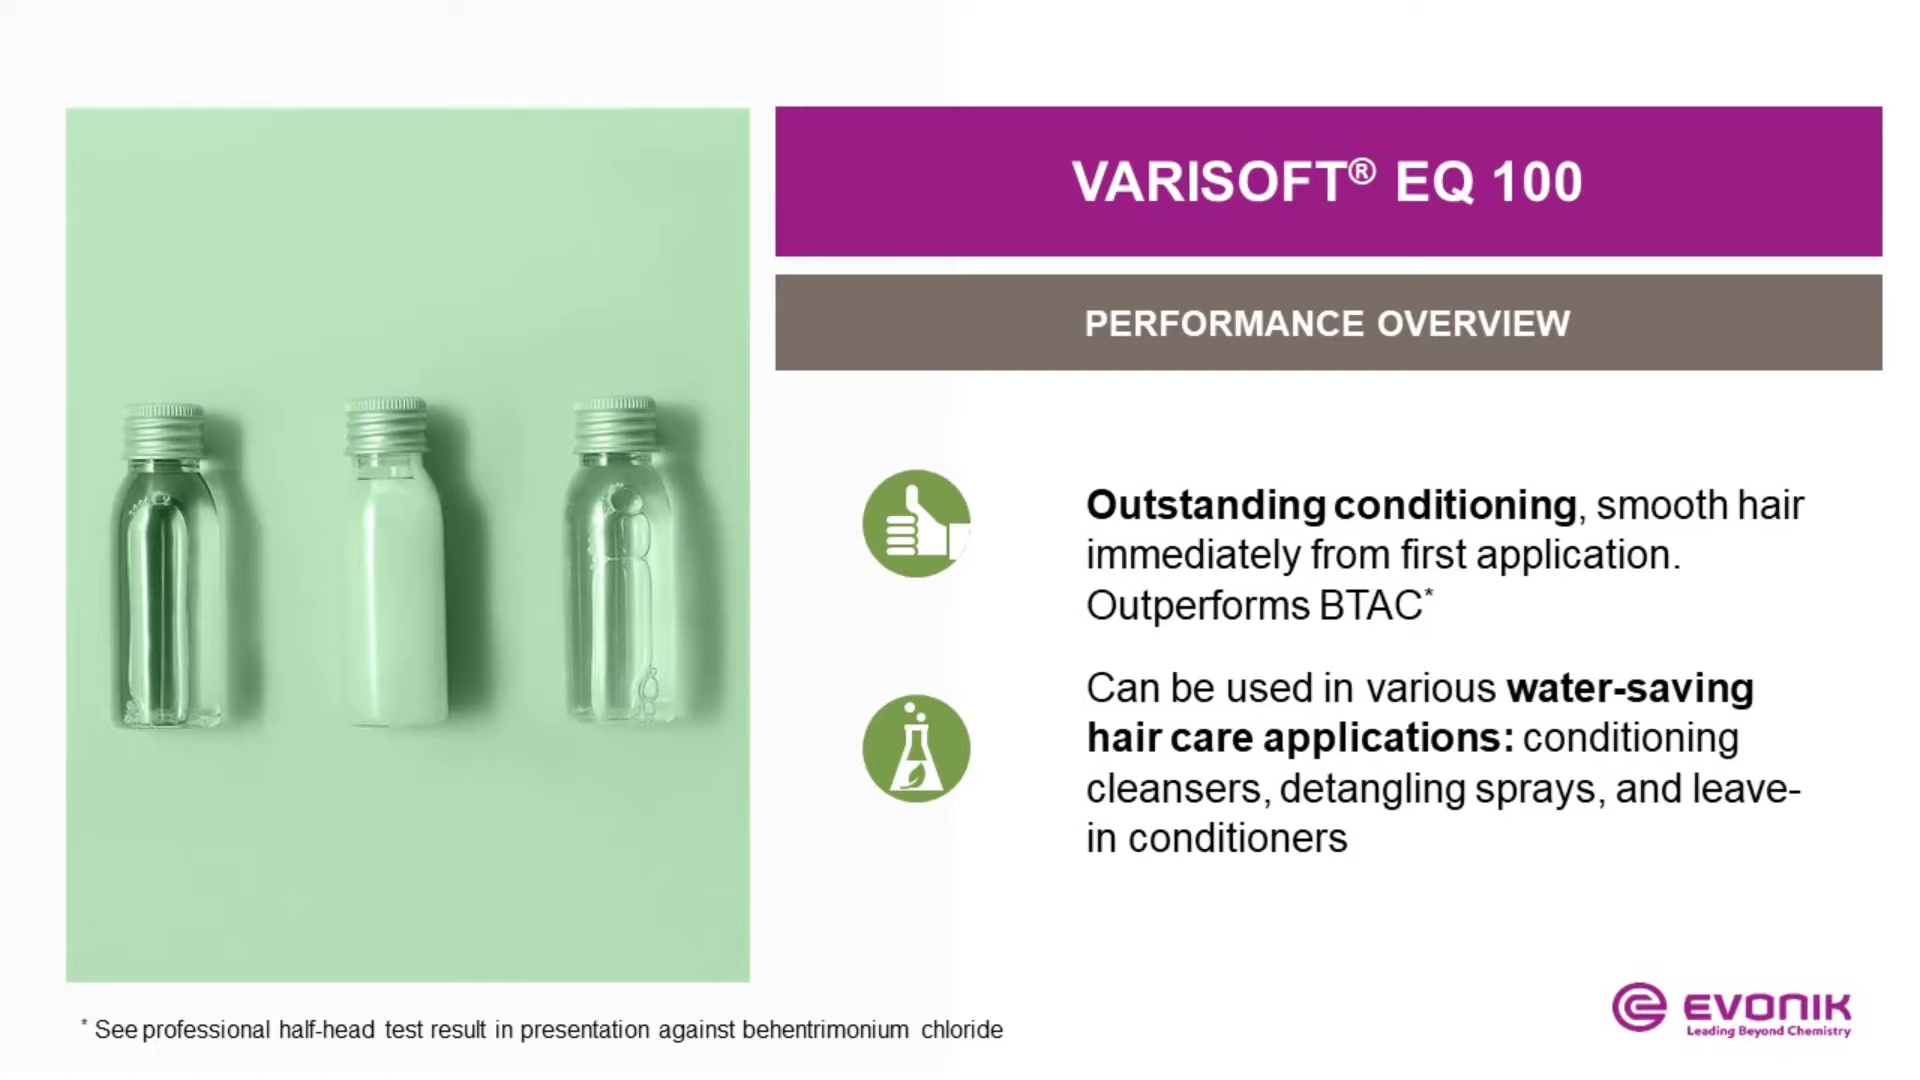 VARISOFT® EQ 100
PERFORMANCE OVERVIEW
Outstanding conditioning, smooth hair
immediately from first application.
Outperforms BTAC*
Can be used in various water-saving
hair care applications: conditioning
cleansers, detangling sprays, and leave-
in conditioners
* See professional half-head test result in presentation against behentrimonium chloride
EVONIK
Leading Beyond Chemistry